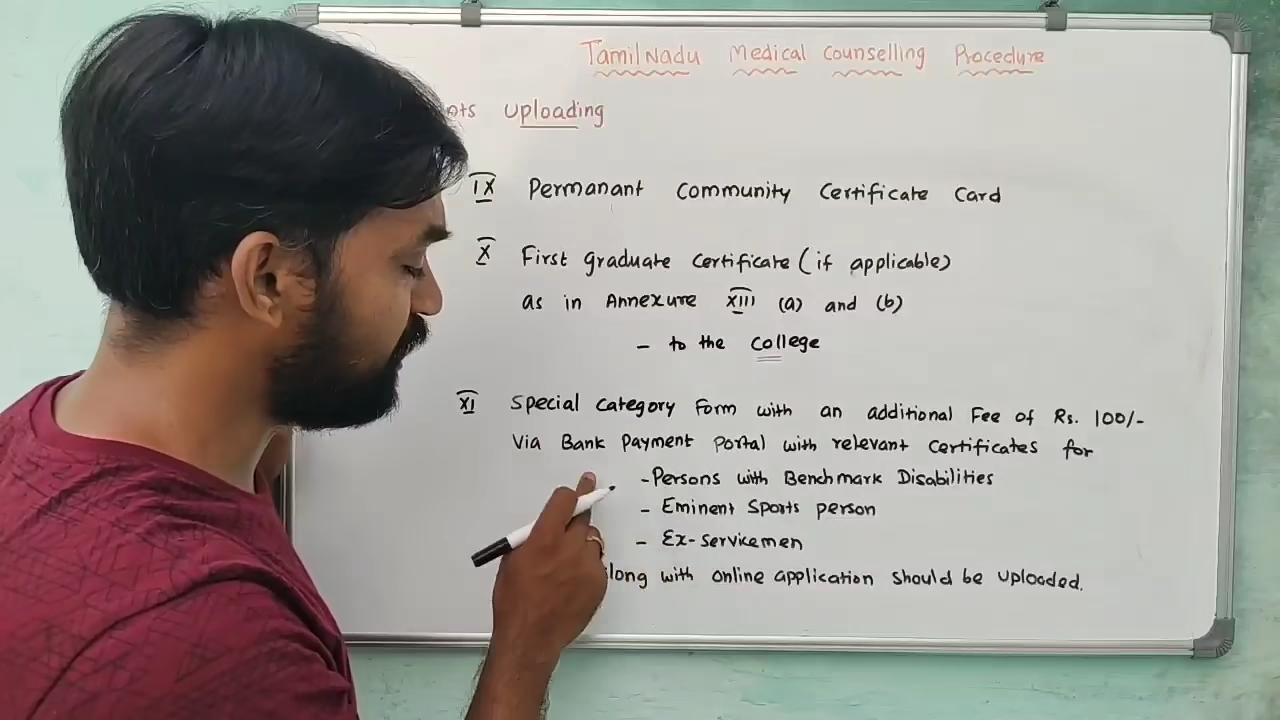 TamilNadu Medical Counselling Procedure
uploading
IX Permanant Community Certificate Card
X First graduate certificate (if applicable)
as in Annexure XIII (a) and (b)
- to the College
XI Special Category Form with an additional Fee of Rs. 100/-
Via Bank Payment Portal with relevant certificates for
- Persons with Benchmark Disabilities
- Eminent Sports person
- Ex-servicemen
with online application should be uploaded.